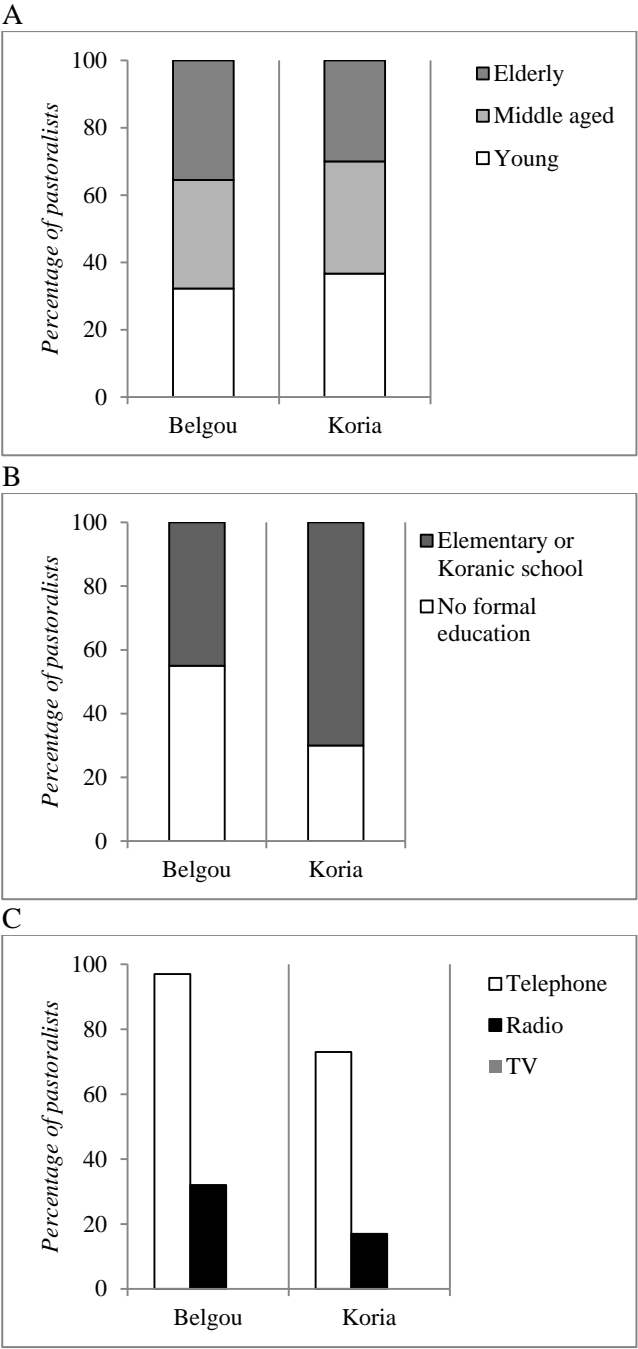 A
Percentage of pastoralists
100
80
60
40
20
0
Belgou
Koria
Elderly
Middle aged
Young
B
Percentage of pastoralists
100
80
60
40
20
0
Belgou
Koria
Elementary or
Koranic school
No formal
education
C
Percentage of pastoralists
100
80
60
40
20
0
Belgou
Koria
Telephone
Radio
TV